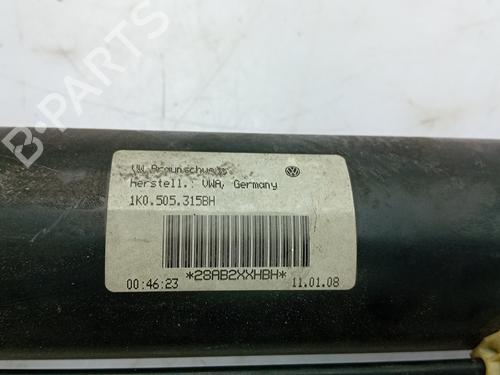 B-Parts
VW Braunschweig
Herstell.: VWA, Germany
1K0.505.315BH
*28AB2XXHBH*
00:46:23 11.01.08